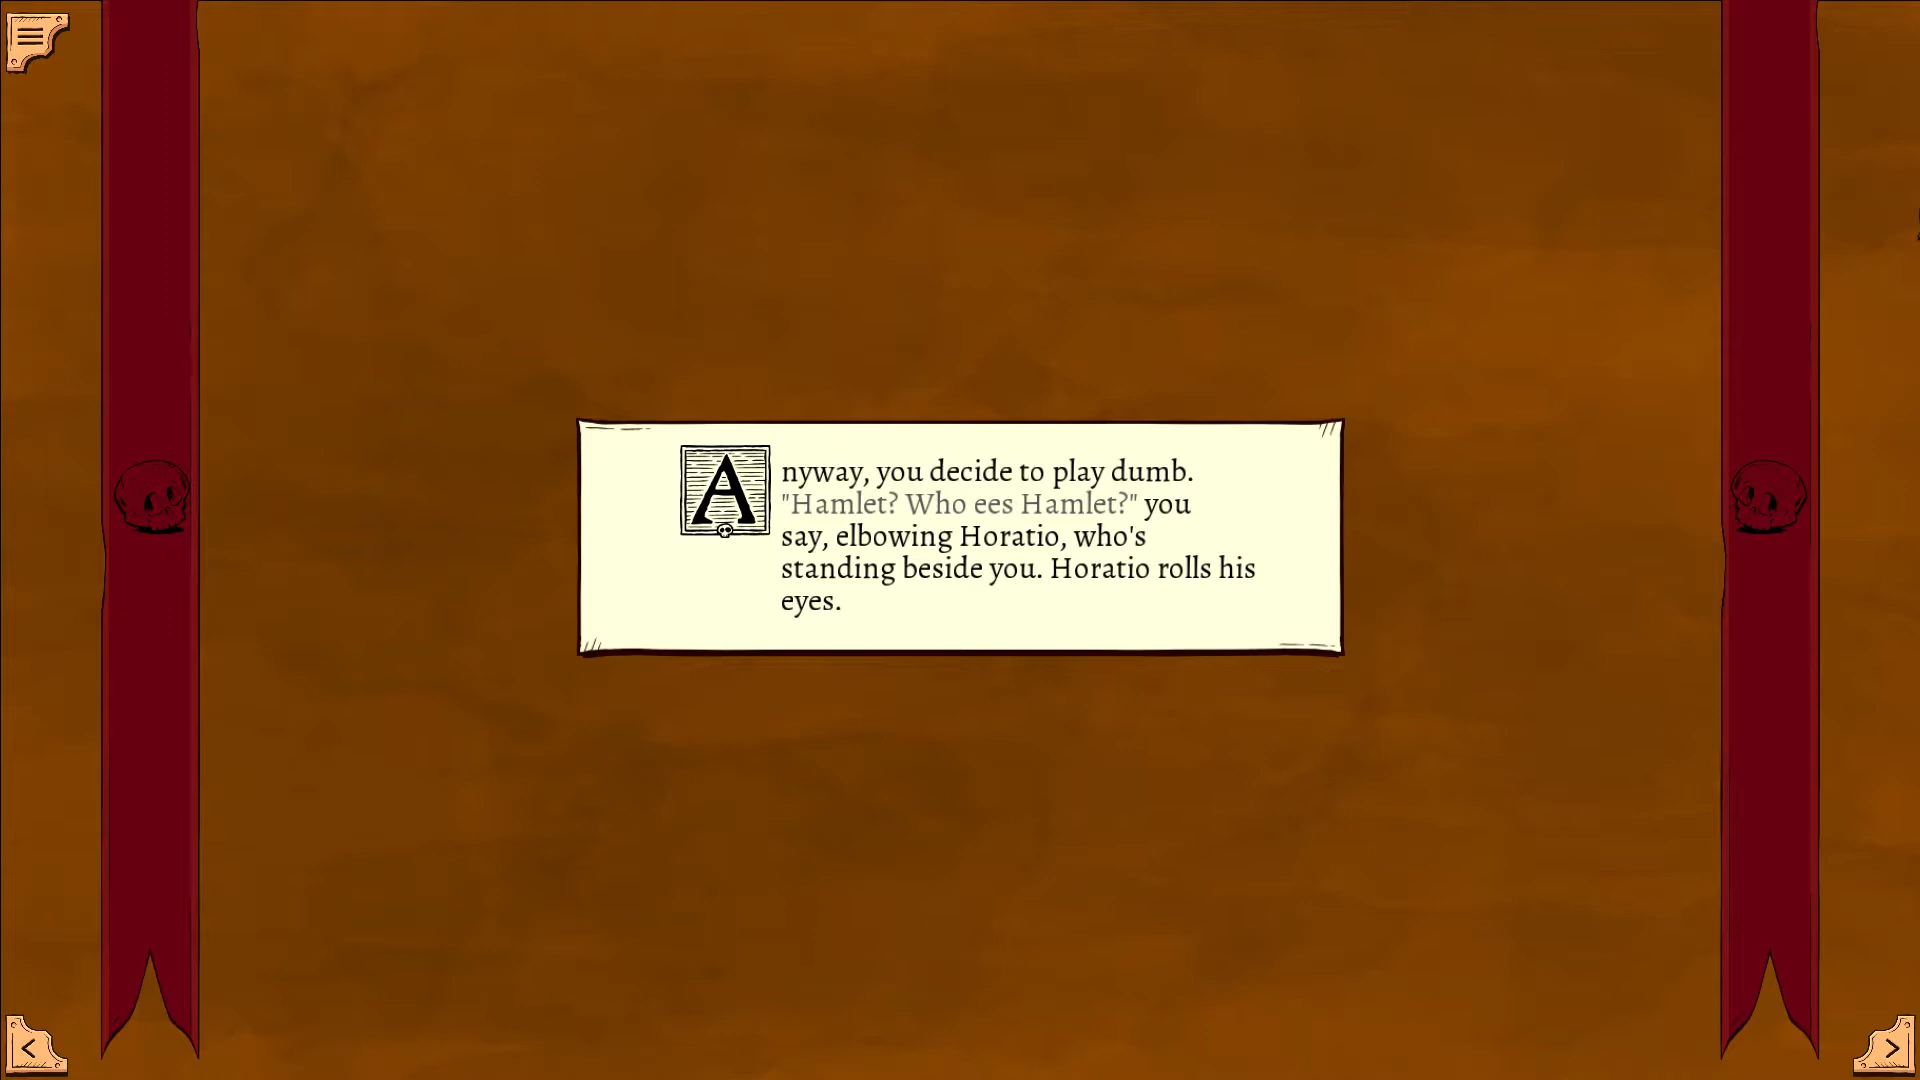 Anyway, you decide to play dumb.
"Hamlet? Who ees Hamlet?" you
say, elbowing Horatio, who's
standing beside you. Horatio rolls his
eyes.